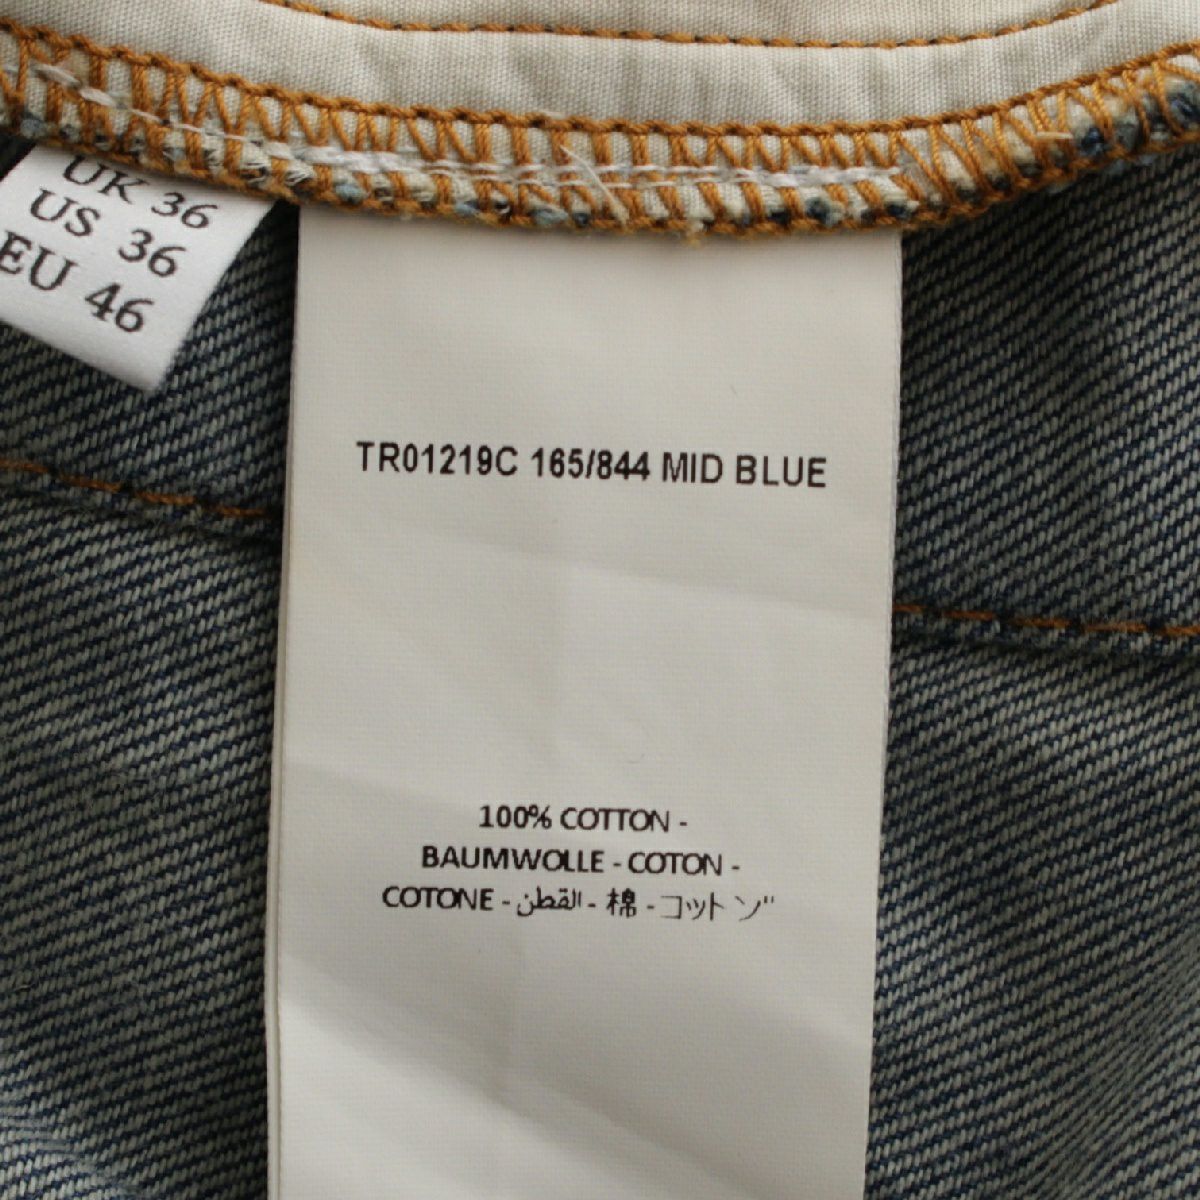 UK 36
US 36
EU 46
TR01219C 165/844 MID BLUE
100% COTTON -
BAUMWOLLE - COTON -
COTONE - القطن - 棉 - コットンﾞ